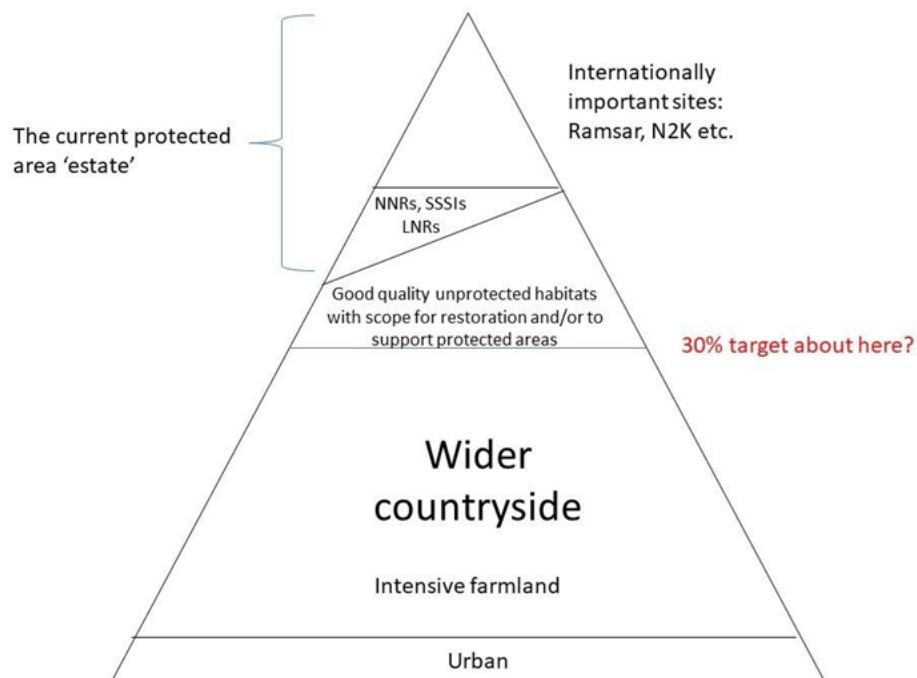 Internationally
important sites:
Ramsar, N2K etc.
The current protected
area ‘estate’
NNRs, SSSIs
LNRs
Good quality unprotected habitats
with scope for restoration and/or to
support protected areas
30% target about here?
Wider
countryside
Intensive farmland
Urban